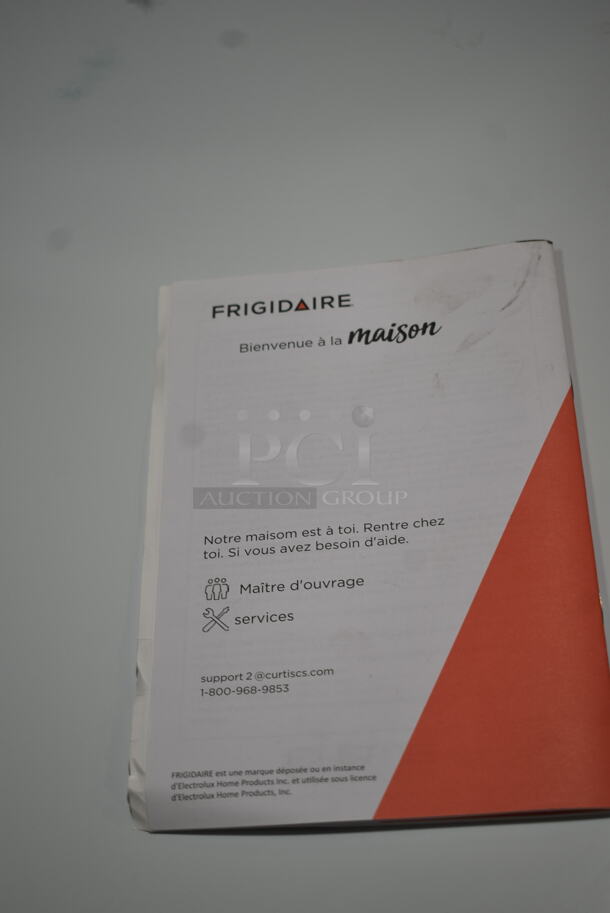 FRIGIDAIRE
Bienvenue à la maison
PCI
AUCTION GROUP
Notre maisom est à toi. Rentre chez
toi. Si vous avez besoin d'aide.
Maître d'ouvrage
services
support 2 @curtiscs.com
1-800-968-9853
FRIGIDAIRE est une marque déposée ou en instance
d'Electrolux Home Products Inc. et utilisée sous licence
d'Electrolux Home Products, Inc.